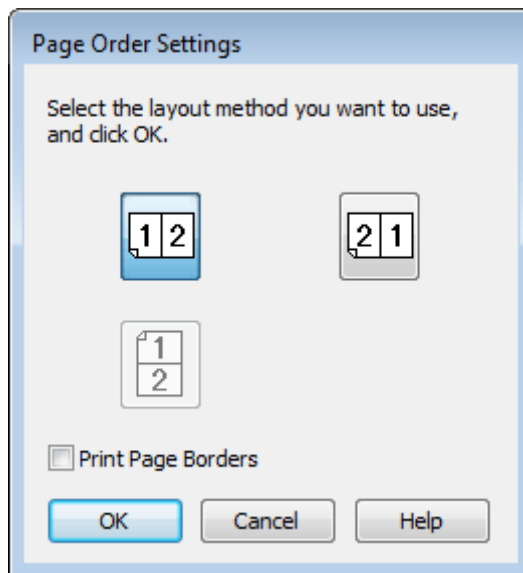 Page Order Settings
Select the layout method you want to use,
and click OK.
1 2
2 1
1
2
Print Page Borders
OK Cancel Help